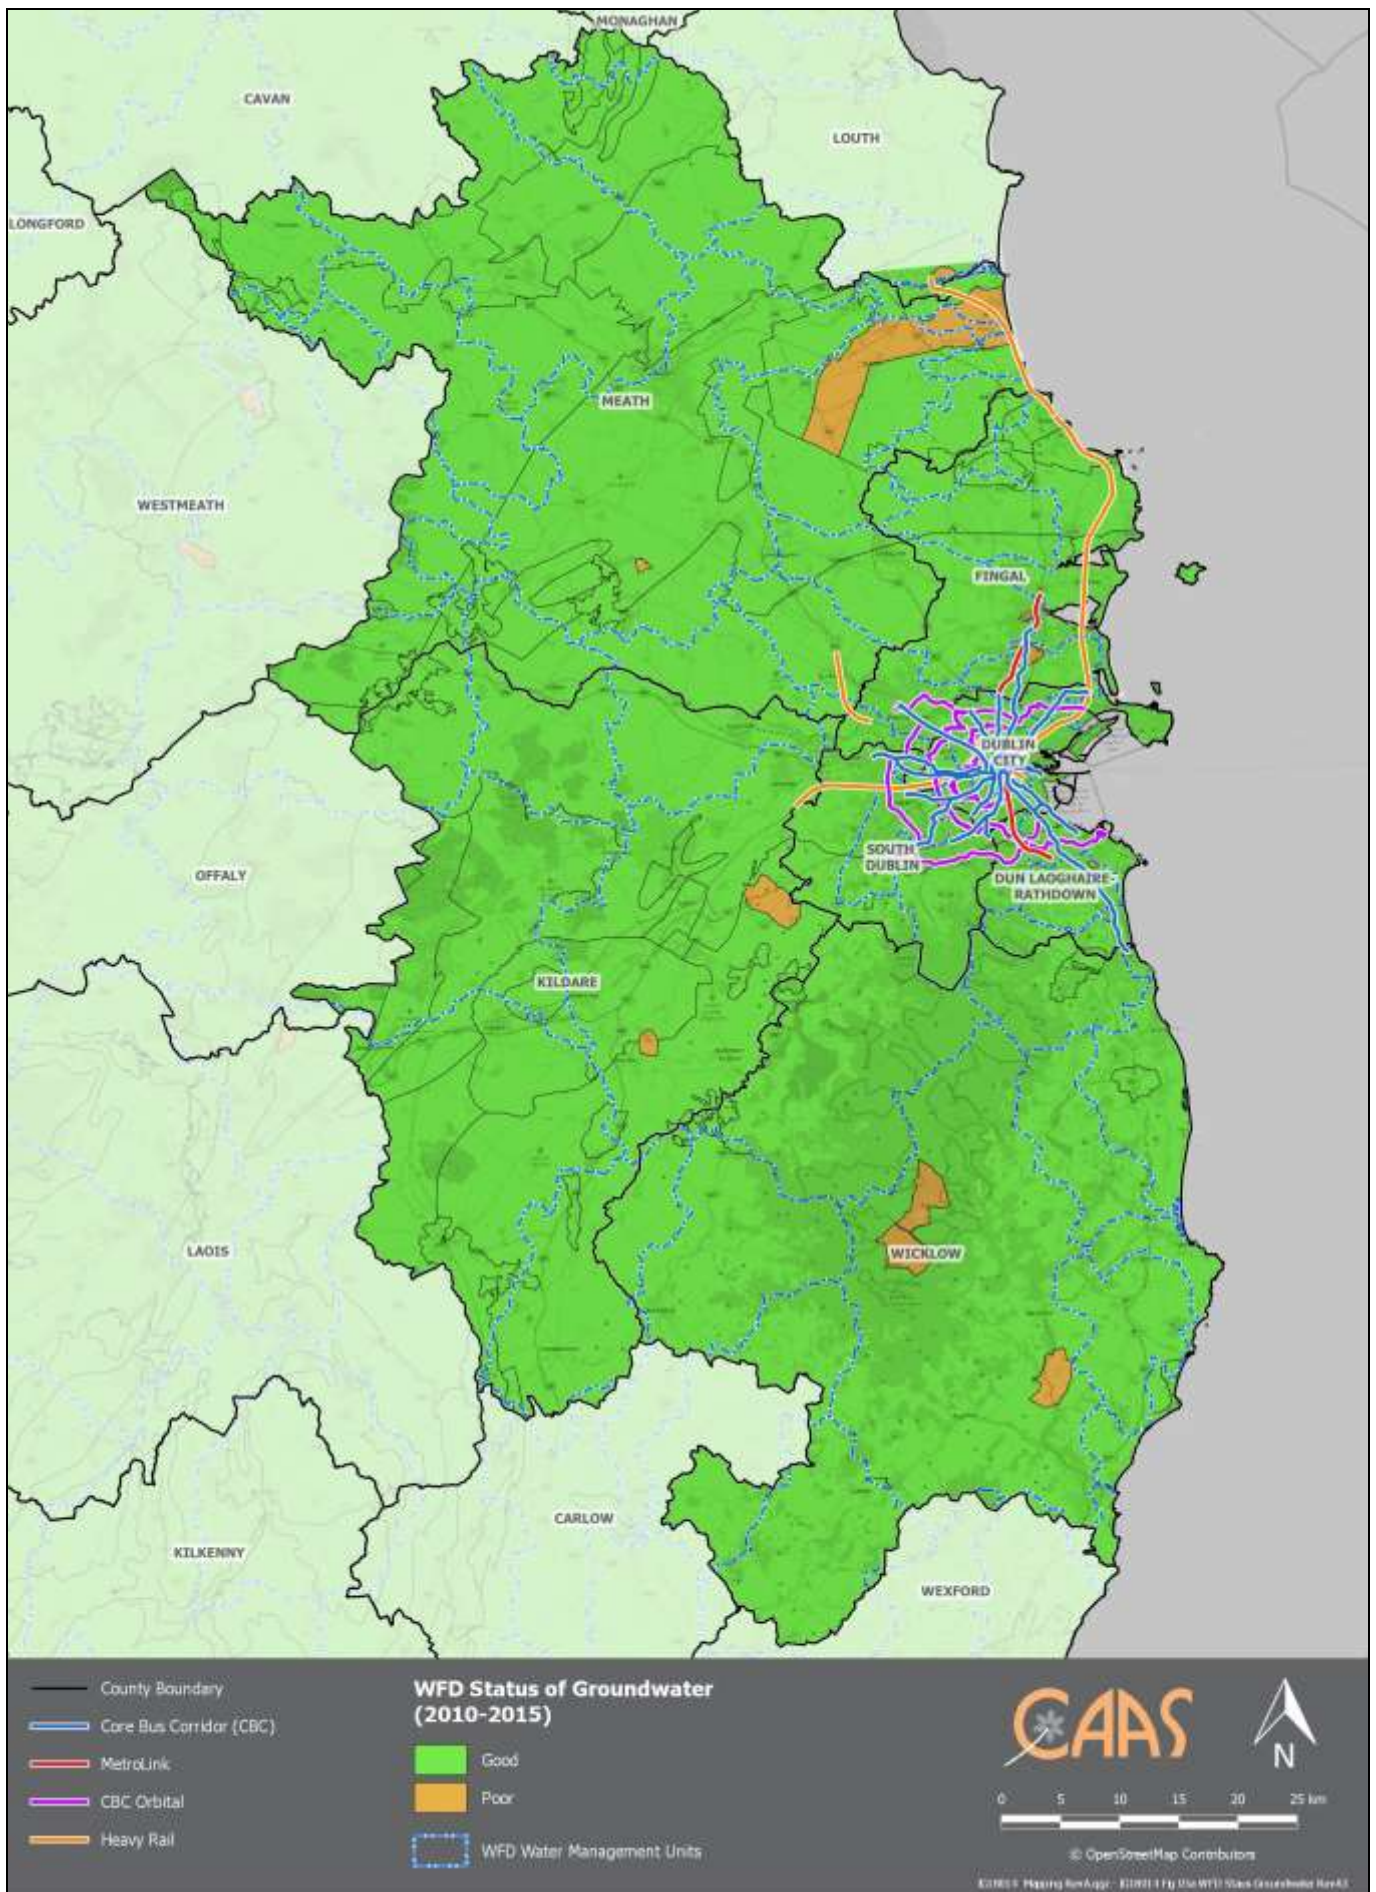 MONAGHAN
CAVAN
LOUTH
LONGFORD
MEATH
WESTMEATH
FINGAL
DUBLIN
CITY
SOUTH
DUBLIN
OFFALY
DUN LAOGHAIRE-
RATHDOWN
KILDARE
LAOIS
WICKLOW
CARLOW
KILKENNY
WEXFORD
County Boundary
Core Bus Corridor (CBC)
MetroLink
CBC Orbital
Heavy Rail
WFD Status of Groundwater
(2010-2015)
Good
Poor
WFD Water Management Units
CAAS
N
0 5 10 15 20 25 km
© OpenStreetMap Contributors